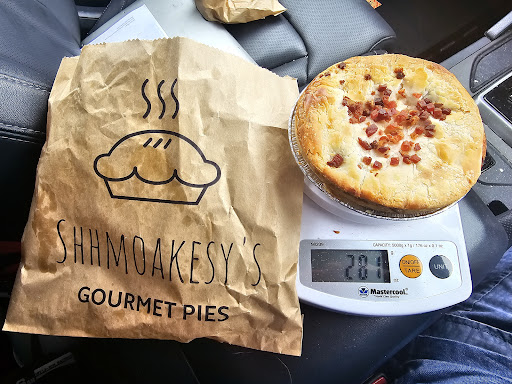 SHHMOAKESY'S
GOURMET PIES
281
ON/OFF
TARE
UNIT
Mastercool